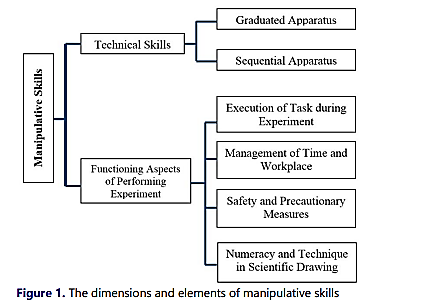 Manipulative Skills
Technical Skills
Graduated Apparatus
Sequential Apparatus
Functioning Aspects
of Performing
Experiment
Execution of Task during
Experiment
Management of Time and
Workplace
Safety and Precautionary
Measures
Numeracy and Technique
in Scientific Drawing
Figure 1. The dimensions and elements of manipulative skills